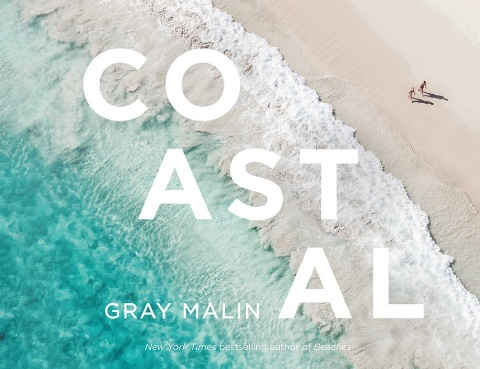 CO
AST
GRAY MALIN AL
New York Times bestselling author of Beaches